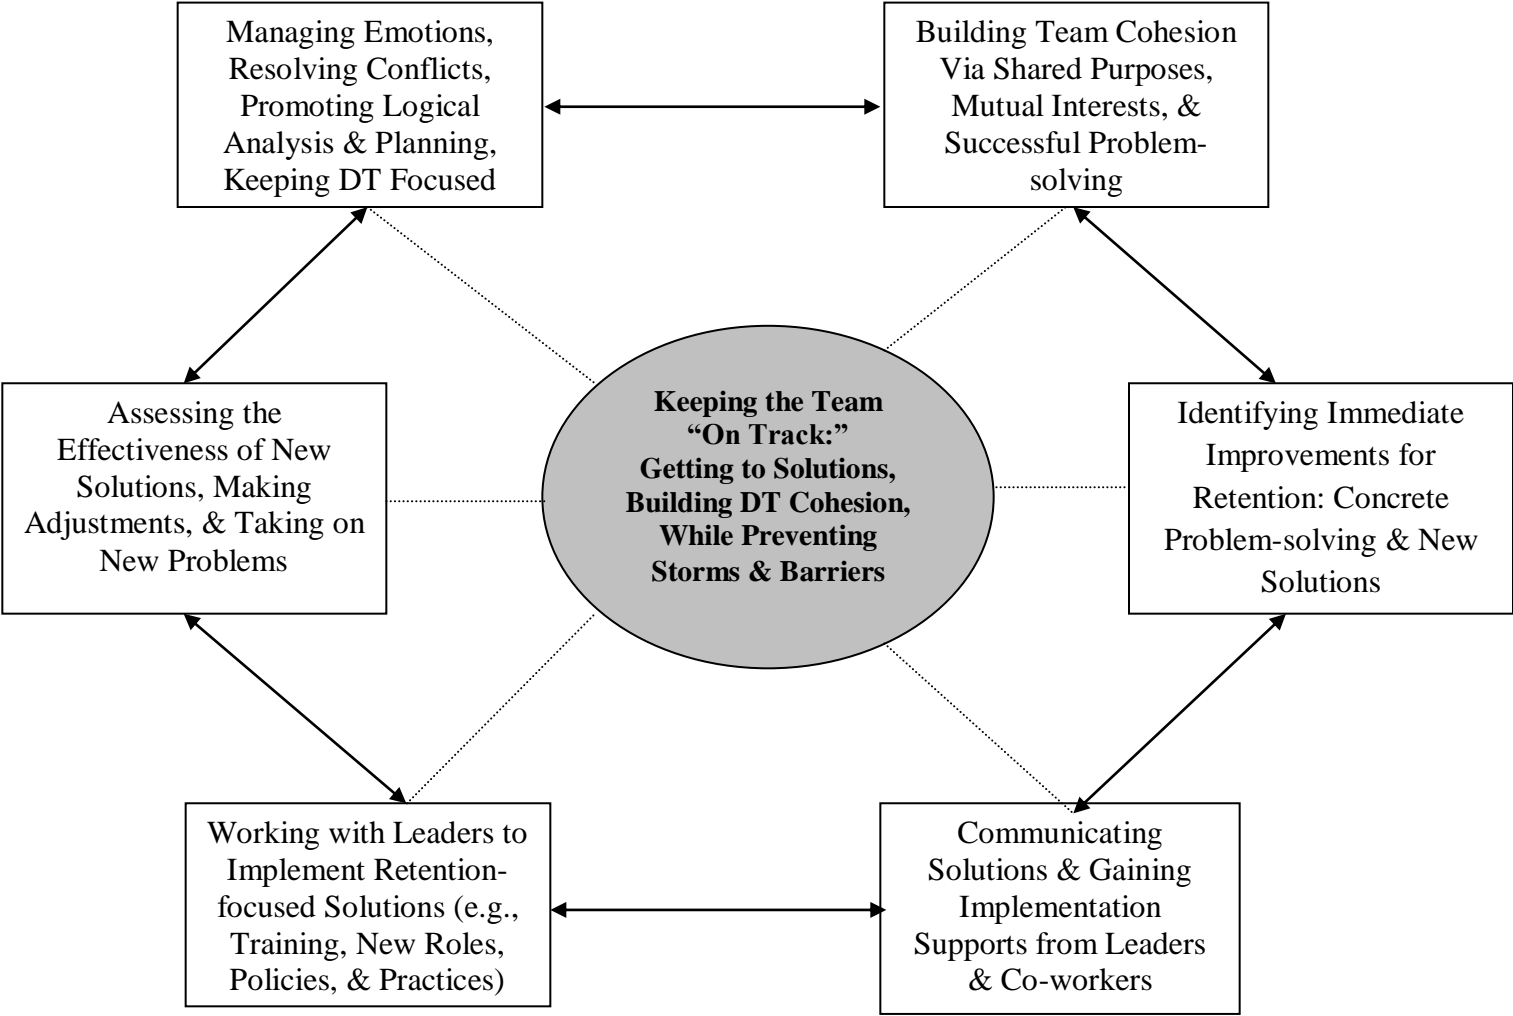 Managing Emotions,
Resolving Conflicts,
Promoting Logical
Analysis & Planning,
Keeping DT Focused
Building Team Cohesion
Via Shared Purposes,
Mutual Interests, &
Successful Problem-
solving
Assessing the
Effectiveness of New
Solutions, Making
Adjustments, & Taking on
New Problems
Keeping the Team
“On Track:”
Getting to Solutions,
Building DT Cohesion,
While Preventing
Storms & Barriers
Identifying Immediate
Improvements for
Retention: Concrete
Problem-solving & New
Solutions
Working with Leaders to
Implement Retention-
focused Solutions (e.g.,
Training, New Roles,
Policies, & Practices)
Communicating
Solutions & Gaining
Implementation
Supports from Leaders
& Co-workers